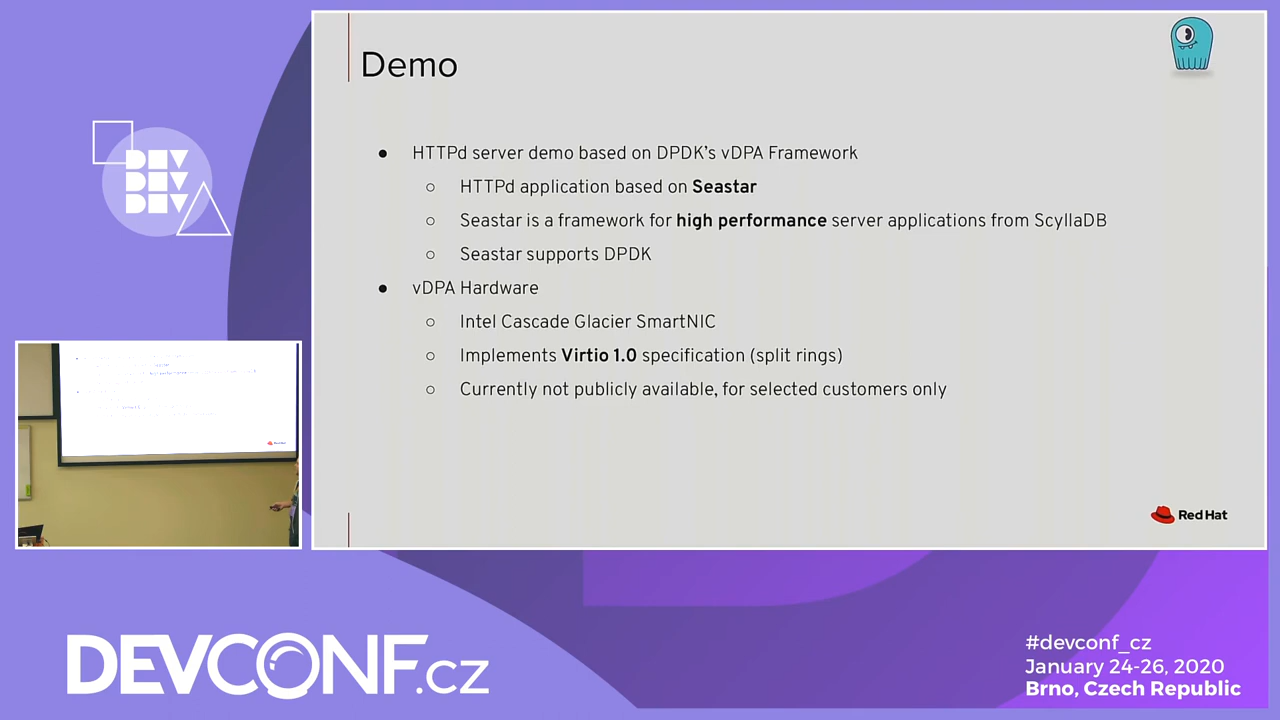 Demo
● HTTPd server demo based on DPDK's vDPA Framework
○ HTTPd application based on Seastar
○ Seastar is a framework for high performance server applications from ScyllaDB
○ Seastar supports DPDK
● vDPA Hardware
○ Intel Cascade Glacier SmartNIC
○ Implements Virtio 1.0 specification (split rings)
○ Currently not publicly available, for selected customers only
Red Hat
DEV
DEV
DEV
DEVCONF.cz
#devconf_cz
January 24-26, 2020
Brno, Czech Republic